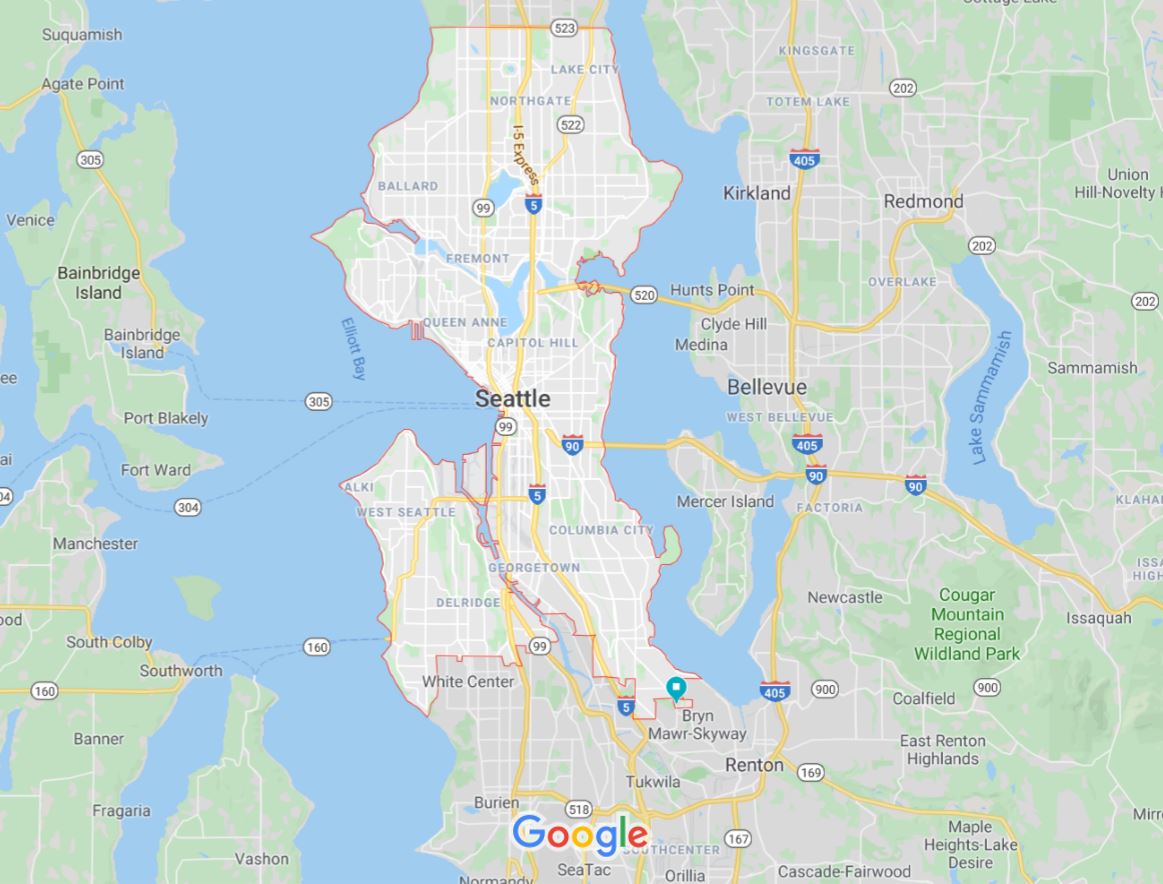 Cottage Lake
Suquamish
523
KINGSGATE
LAKE CITY
Agate Point
202
NORTHGATE
TOTEM LAKE
522
I-5 Express
305
405
Union
Hill-Novelty H
BALLARD
Kirkland
Redmond
99
5
Venice
202
FREMONT
Bainbridge
Island
OVERLAKE
520
Hunts Point
202
QUEEN ANNE
Clyde Hill
Elliott Bay
Bainbridge
Island
CAPITOL HILL
Medina
Lake Sammamish
Sammamish
ee
Bellevue
305
Seattle
WEST BELLEVUE
Port Blakely
99
90
405
ai
Fort Ward
90
90
ALKI
5
04
304
Mercer Island
KLAHA
WEST SEATTLE
FACTORIA
COLUMBIA CITY
Manchester
GEORGETOWN
ISSA
HIGH
Newcastle
Cougar
Mountain
Regional
Wildland Park
DELRIDGE
ood
Issaquah
South Colby
160
99
Southworth
White Center
160
405
900
900
Coalfield
5
Bryn
Mawr-Skyway
Banner
East Renton
Highlands
Renton
169
Tukwila
Burien
518
Fragaria
Mirro
Google
SOUTHCENTER
167
Maple
Heights-Lake
Desire
Vashon
SeaTac
Orillia
Cascade-Fairwood
Normandy